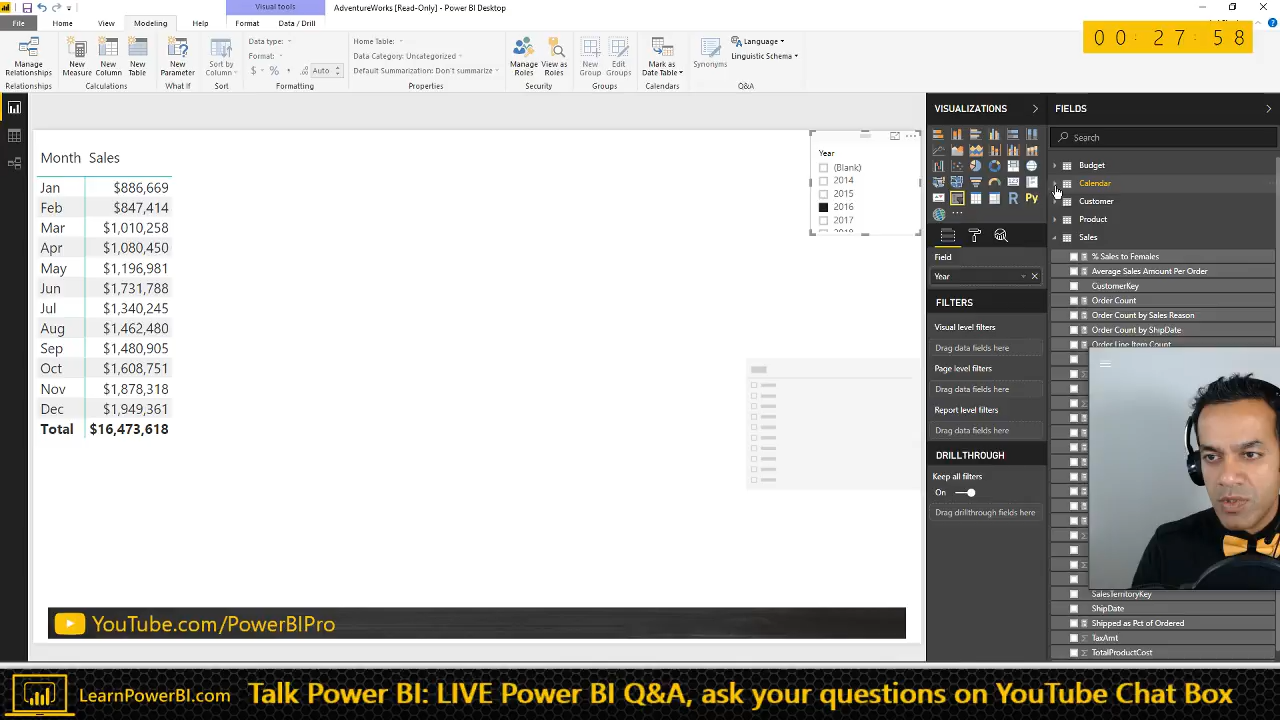 Visual tools
AdventureWorks [Read-Only] - Power BI Desktop
File
Home
View
Modeling
Help
Format
Data / Drill
00:27:58
Manage
Relationships
New
Measure
New
Column
New
Table
New
Parameter
Sort by
Column
Data type:
Format:
$ % , Auto
Home Table:
Data Category: Uncategorized
Default Summarization: Don't summarize
Manage
Roles
View as
Roles
New
Group
Edit
Groups
Mark as
Date Table
Synonyms
Language
Linguistic Schema
Relationships
Calculations
What If
Sort
Formatting
Properties
Security
Groups
Calendars
Q&A
Month Sales
Jan $886,669
Feb $847,414
Mar $1,010,258
Apr $1,080,450
May $1,196,981
Jun $1,731,788
Jul $1,340,245
Aug $1,462,480
Sep $1,480,905
Oct $1,608,751
Nov $1,878,318
Dec $1,949,361
Total $16,473,618
Year
(Blank)
2014
2015
2016
2017
2018
VISUALIZATIONS
R Py
Field
Year
FILTERS
Visual level filters
Drag data fields here
Page level filters
Drag data fields here
Report level filters
Drag data fields here
DRILLTHROUGH
Keep all filters
On
Drag drillthrough fields here
FIELDS
Search
Budget
Calendar
Customer
Product
Sales
% Sales to Females
Average Sales Amount Per Order
CustomerKey
Order Count
Order Count by Sales Reason
Order Count by ShipDate
Order Line Item Count
SalesTerritoryKey
ShipDate
Shipped as Pct of Ordered
TaxAmt
TotalProductCost
YouTube.com/PowerBIPro
LearnPowerBI.com
Talk Power BI: LIVE Power BI Q&A, ask your questions on YouTube Chat Box